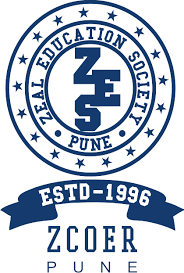 ZEAL EDUCATION SOCIETY
• PUNE •
ZES
ESTD-1996
ZCOER
PUNE